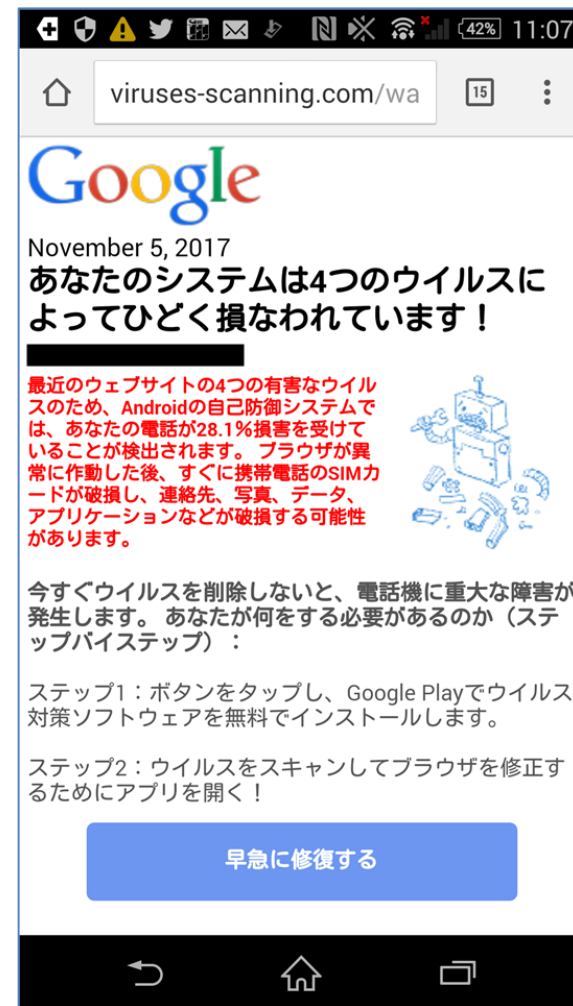 42% 11:07
viruses-scanning.com/wa 15
Google
November 5, 2017
あなたのシステムは4つのウイルスに
よってひどく損なわれています！
最近のウェブサイトの4つの有害なウイル
スのため、Androidの自己防御システムで
は、あなたの電話が28.1%損害を受けて
いることが検出されます。 ブラウザが異
常に作動した後、すぐに携帯電話のSIMカ
ードが破損し、連絡先、写真、データ、
アプリケーションなどが破損する可能性
があります。
今すぐウイルスを削除しないと、電話機に重大な障害が
発生します。 あなたが何をする必要があるのか（ステ
ップバイステップ）：
ステップ1：ボタンをタップし、Google Playでウイルス
対策ソフトウェアを無料でインストールします。
ステップ2：ウイルスをスキャンしてブラウザを修正す
るためにアプリを開く！
早急に修復する